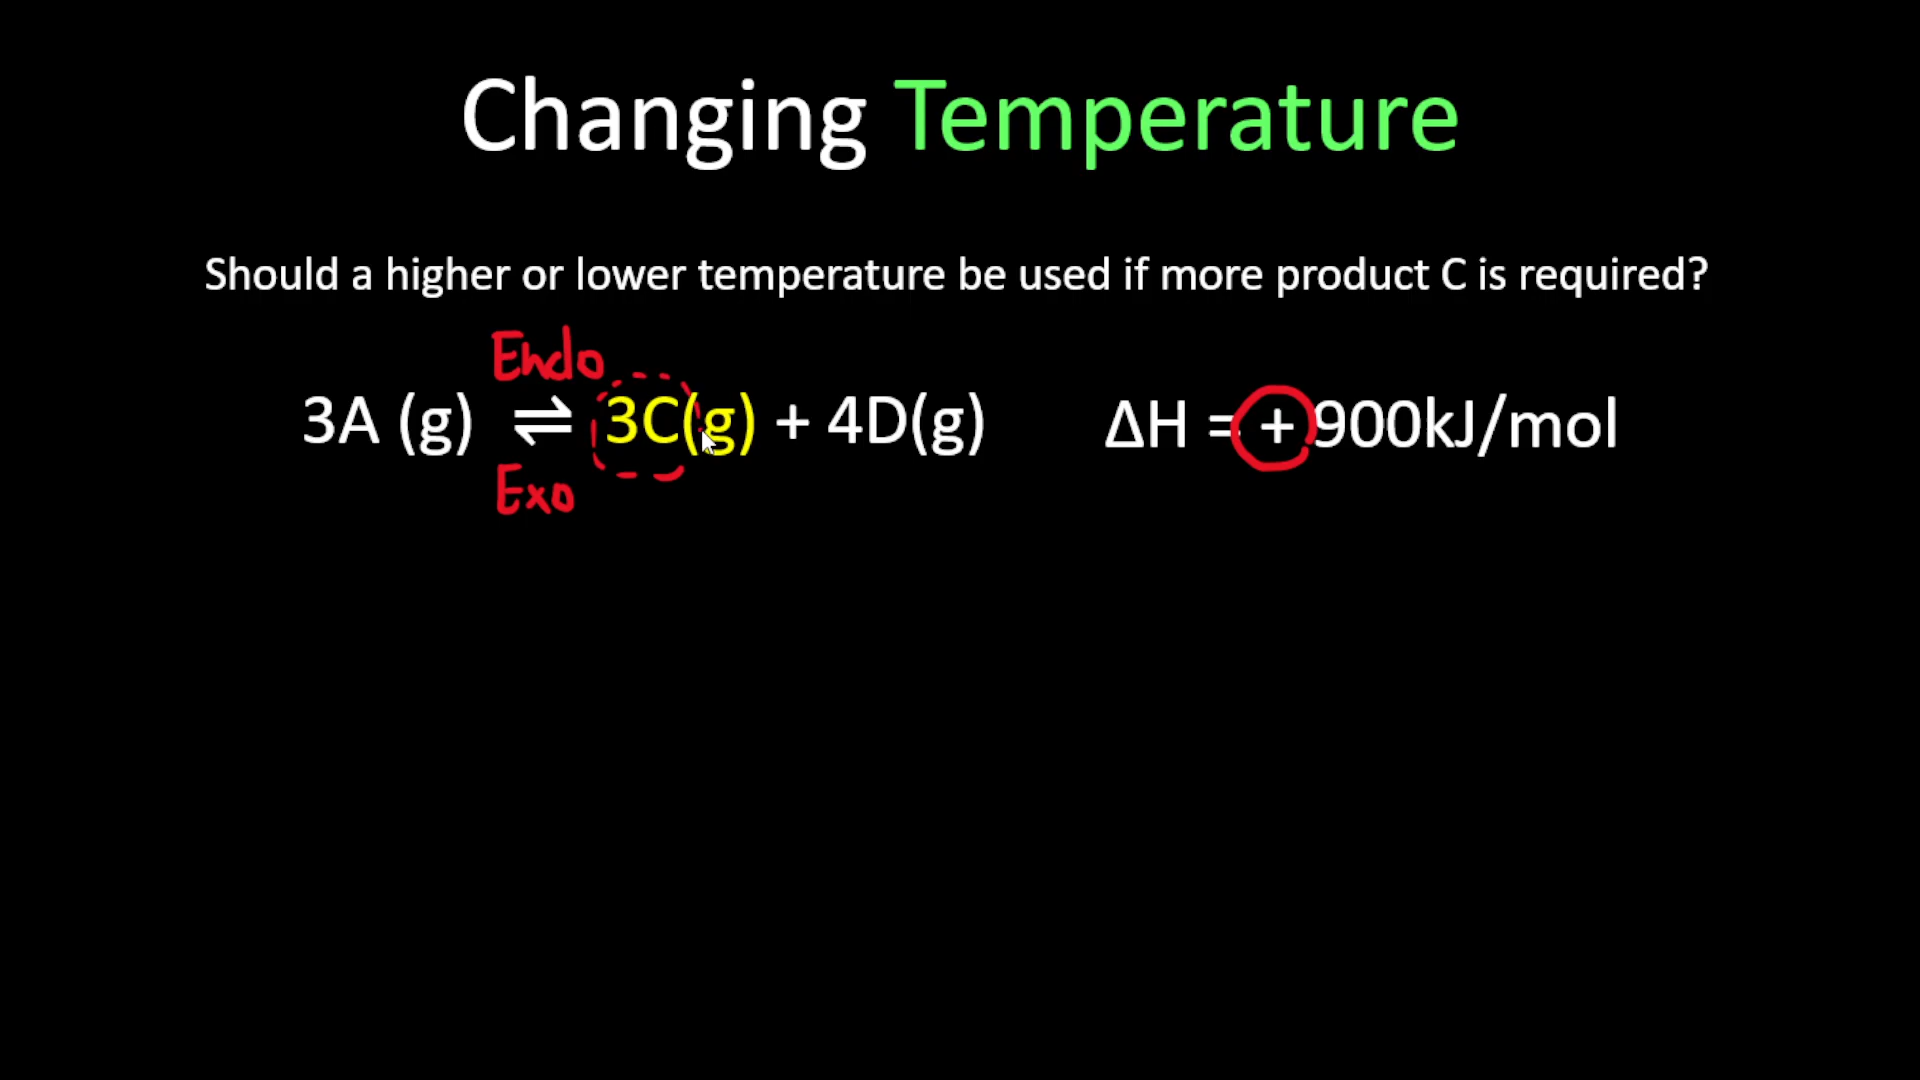 Changing Temperature
Should a higher or lower temperature be used if more product C is required?
Endo
3A (g) ⇌ 3C(g) + 4D(g) ΔH = + 900kJ/mol
Exo